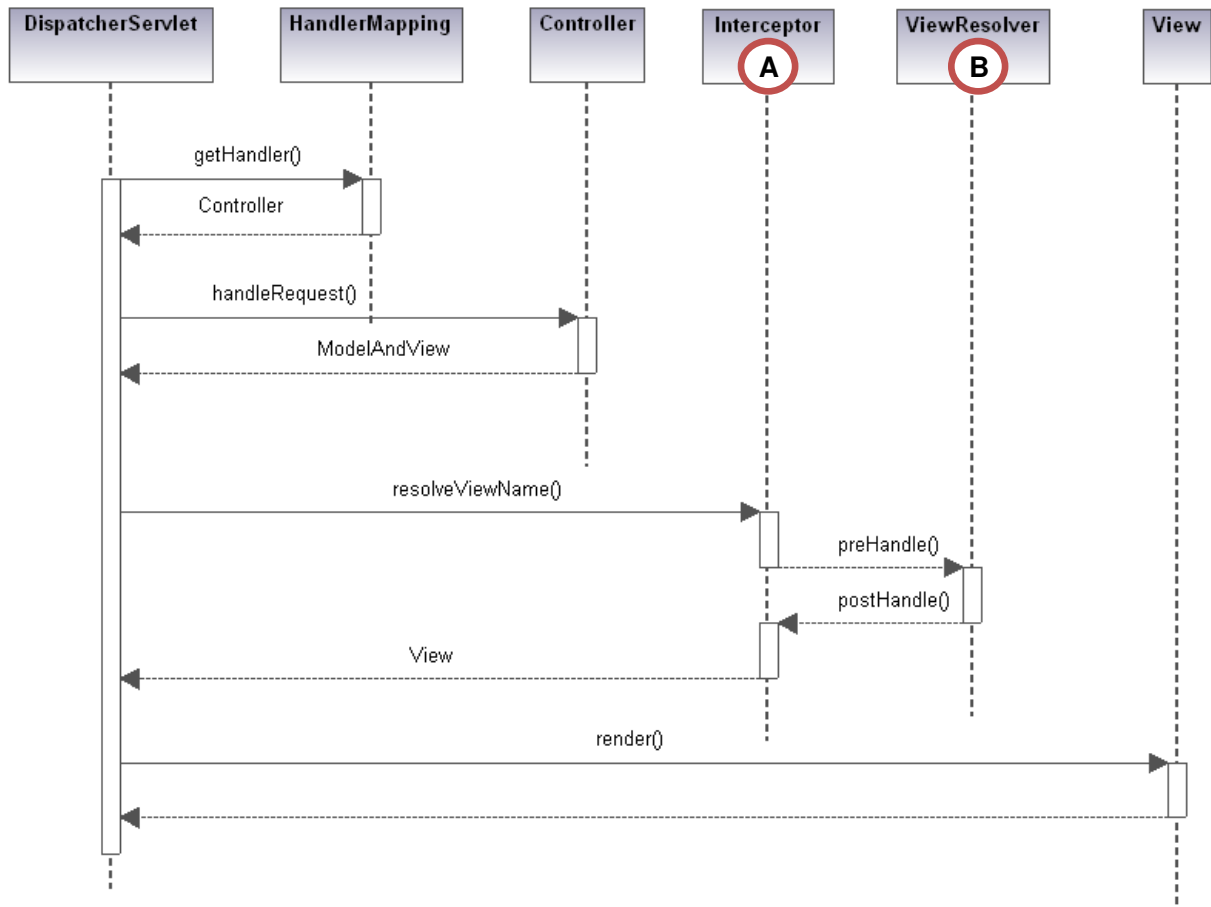 DispatcherServlet
HandlerMapping
Controller
Interceptor
ViewResolver
View
A
B
getHandler()
Controller
handleRequest()
ModelAndView
resolveViewName()
preHandle()
postHandle()
View
render()